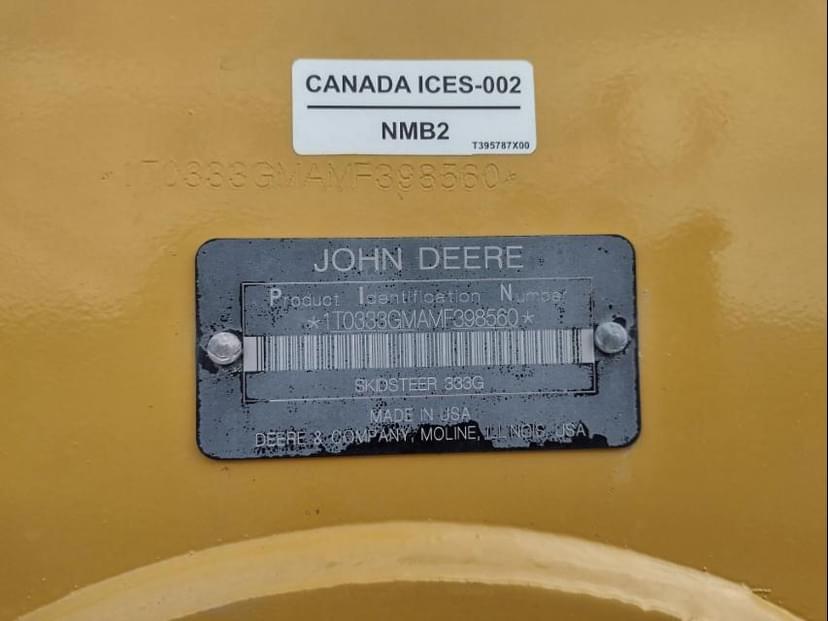 CANADA ICES-002
NMB2
T395787X00
*1T0333GMAMF398560*
JOHN DEERE
Product Identification Number
*1T0333GMAMF398560*
SKIDSTEER 333G
MADE IN USA
DEERE & COMPANY, MOLINE, ILLINOIS, USA